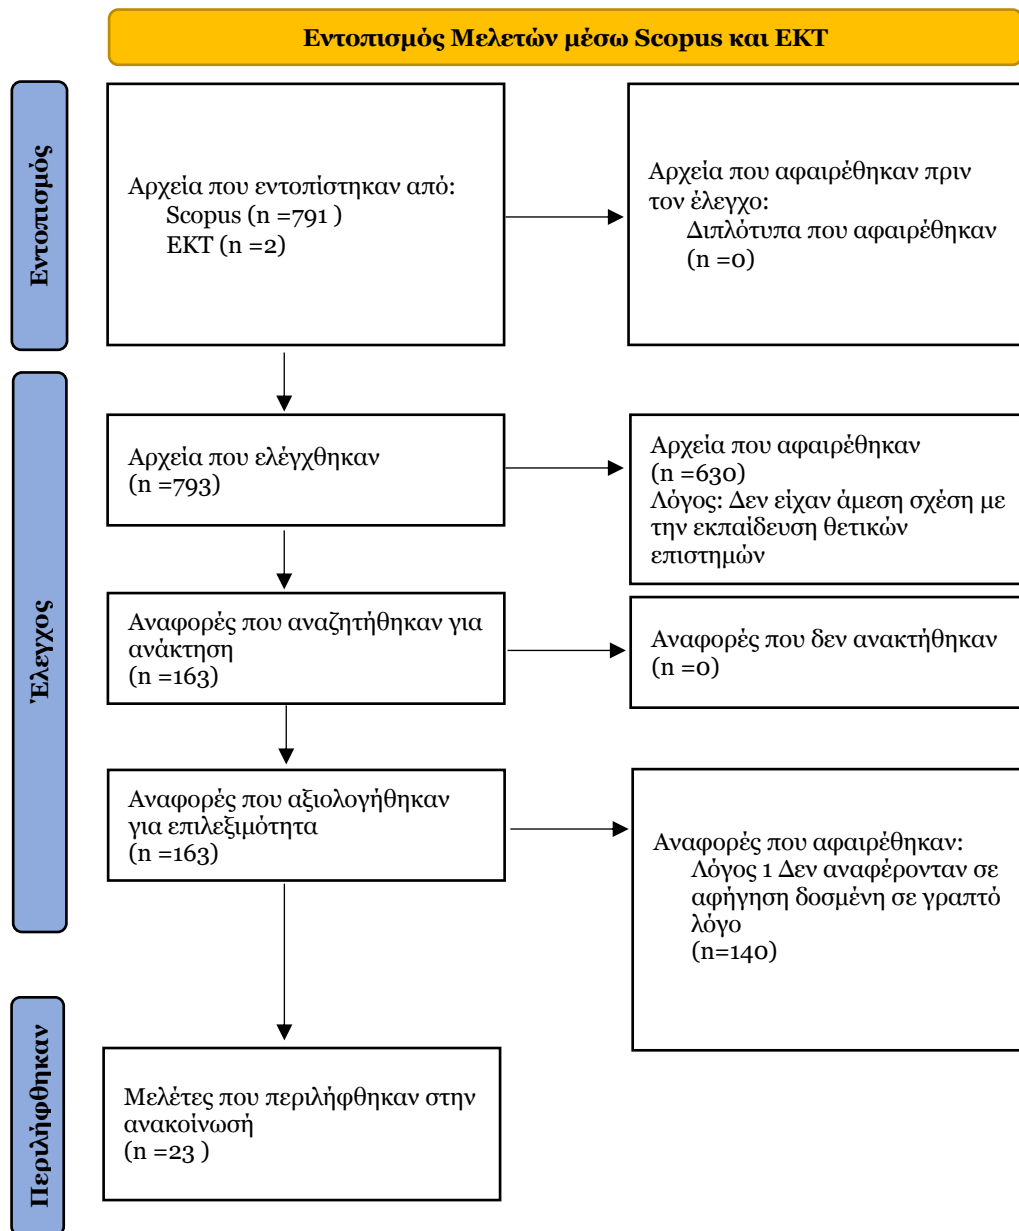 Εντοπισμός Μελετών μέσω Scopus και ΕΚΤ
Εντοπισμός
Αρχεία που εντοπίστηκαν από:
Scopus (n =791 )
ΕΚΤ (n =2)
Αρχεία που αφαιρέθηκαν πριν
τον έλεγχο:
Διπλότυπα που αφαιρέθηκαν
(n =0)
Έλεγχος
Αρχεία που ελέγχθηκαν
(n =793)
Αρχεία που αφαιρέθηκαν
(n =630)
Λόγος: Δεν είχαν άμεση σχέση με
την εκπαίδευση θετικών
επιστημών
Αναφορές που αναζητήθηκαν για
ανάκτηση
(n =163)
Αναφορές που δεν ανακτήθηκαν
(n =0)
Αναφορές που αξιολογήθηκαν
για επιλεξιμότητα
(n =163)
Αναφορές που αφαιρέθηκαν:
Λόγος 1 Δεν αναφέρονταν σε
αφήγηση δοσμένη σε γραπτό
λόγο
(n=140)
Περιλήφθηκαν
Μελέτες που περιλήφθηκαν στην
ανακοίνωσή
(n =23 )